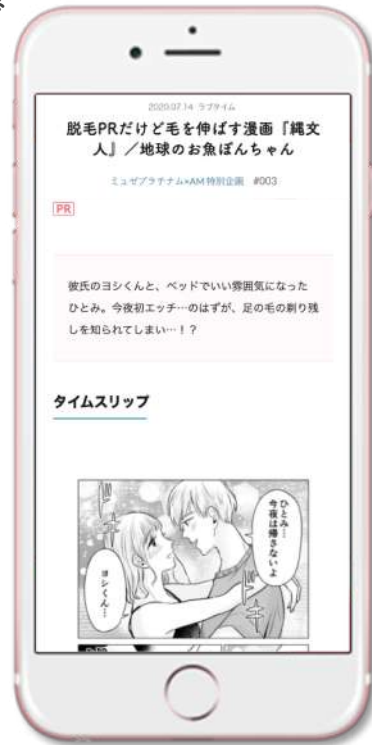 2020.07.14 ラブタイム
脱毛PRだけど毛を伸ばす漫画『縄文
人』／地球のお魚ぽんちゃん
ミュゼプラチナム×AM特別企画 #003
PR
彼氏のヨシくんと、ベッドでいい雰囲気になった
ひとみ。今夜初エッチ…のはずが、足の毛の剃り残
しを知られてしまい…！？
タイムスリップ
ひとみ…
今夜は帰さないよ
ヨシくん…